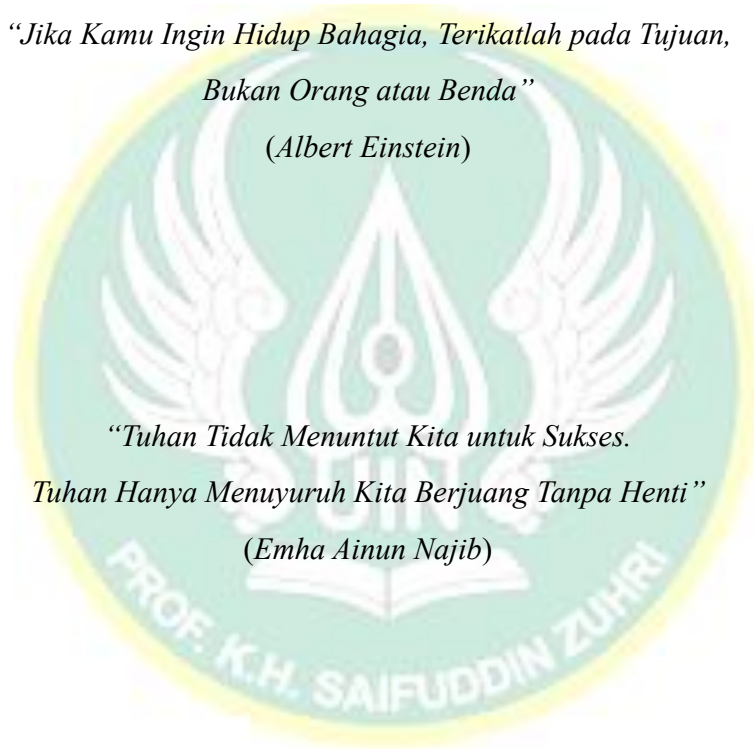 “Jika Kamu Ingin Hidup Bahagia, Terikatlah pada Tujuan,
Bukan Orang atau Benda”
(Albert Einstein)
“Tuhan Tidak Menuntut Kita untuk Sukses.
Tuhan Hanya Menuyuruh Kita Berjuang Tanpa Henti”
(Emha Ainun Najib)
UIN
PROF. K.H. SAIFUDDIN ZUHRI